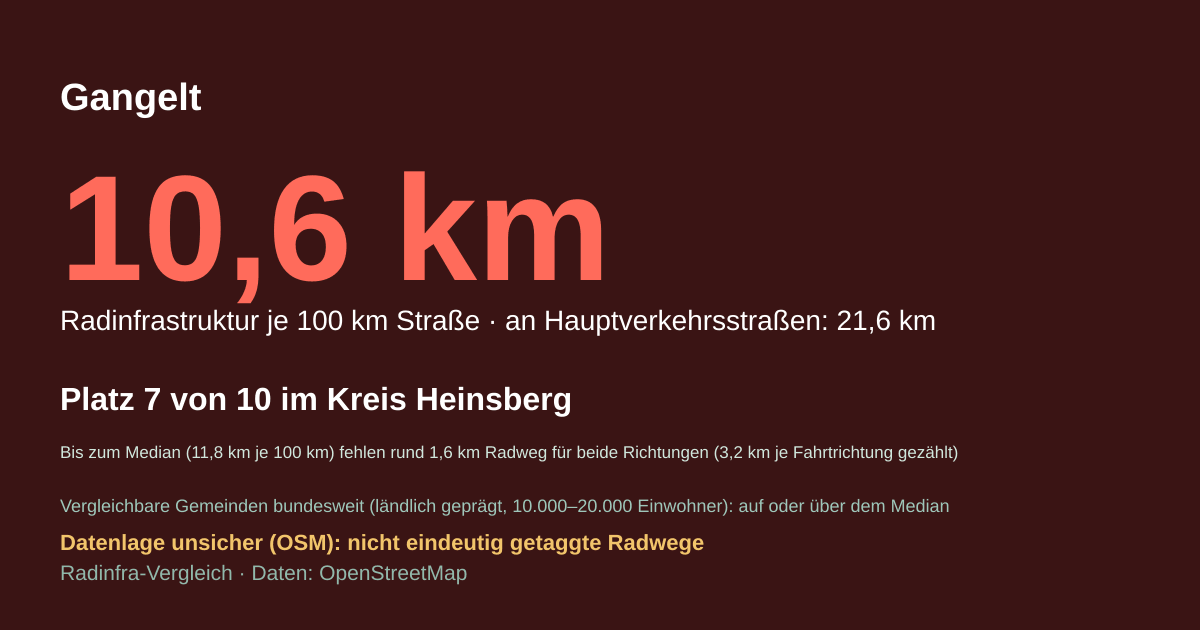 Gangelt
10,6 km
Radinfrastruktur je 100 km Straße · an Hauptverkehrsstraßen: 21,6 km
Platz 7 von 10 im Kreis Heinsberg
Bis zum Median (11,8 km je 100 km) fehlen rund 1,6 km Radweg für beide Richtungen (3,2 km je Fahrtrichtung gezählt)
Vergleichbare Gemeinden bundesweit (ländlich geprägt, 10.000–20.000 Einwohner): auf oder über dem Median
Datenlage unsicher (OSM): nicht eindeutig getaggte Radwege
Radinfra-Vergleich · Daten: OpenStreetMap